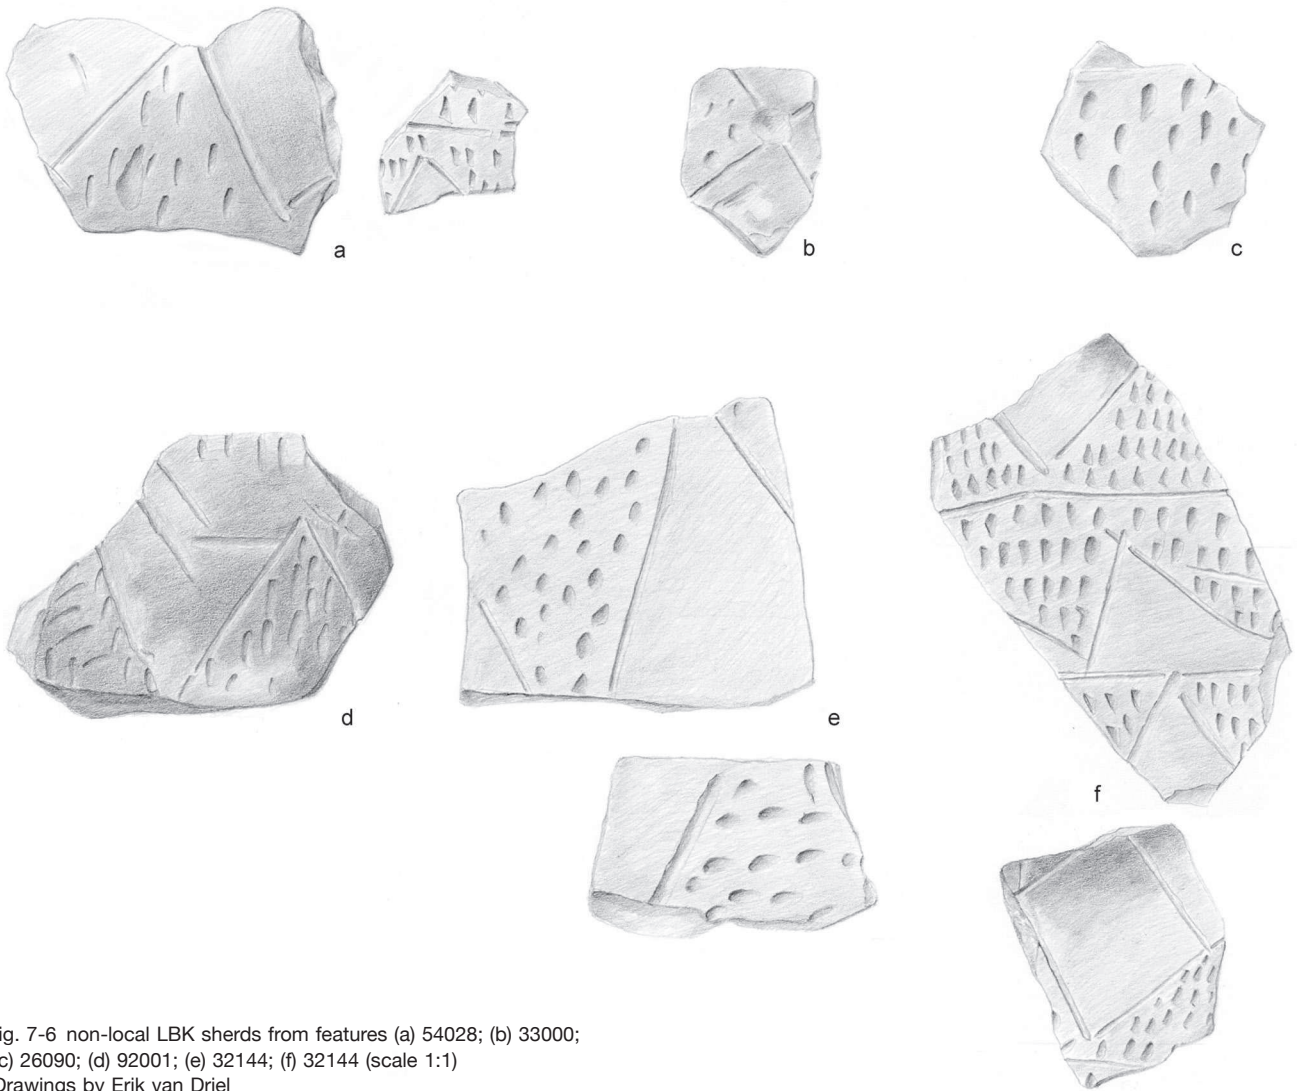 a
b
c
d
e
f
ig. 7-6 non-local LBK sherds from features (a) 54028; (b) 33000;
c) 26090; (d) 92001; (e) 32144; (f) 32144 (scale 1:1)
Drawings by Erik van Driel